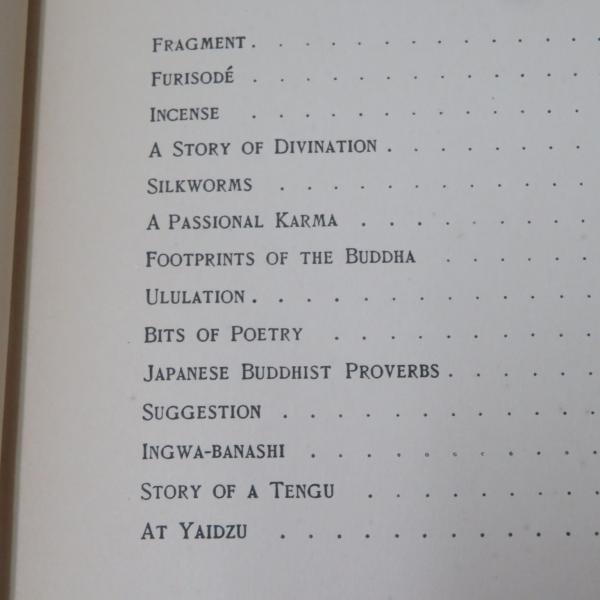 FRAGMENT . . . . . . . . . . . .
FURISODÉ . . . . . . . . . . . .
INCENSE . . . . . . . . . . . .
A STORY OF DIVINATION . . . . . . . .
SILKWORMS . . . . . . . . . . .
A PASSIONAL KARMA . . . . . . . . .
FOOTPRINTS OF THE BUDDHA . . . . . .
ULULATION . . . . . . . . . . . . .
BITS OF POETRY . . . . . . . . . .
JAPANESE BUDDHIST PROVERBS . . . . . .
SUGGESTION . . . . . . . . . . . .
INGWA-BANASHI . . . . . . . . . . .
STORY OF A TENGU . . . . . . . . .
AT YAIDZU . . . . . . . . . . . .